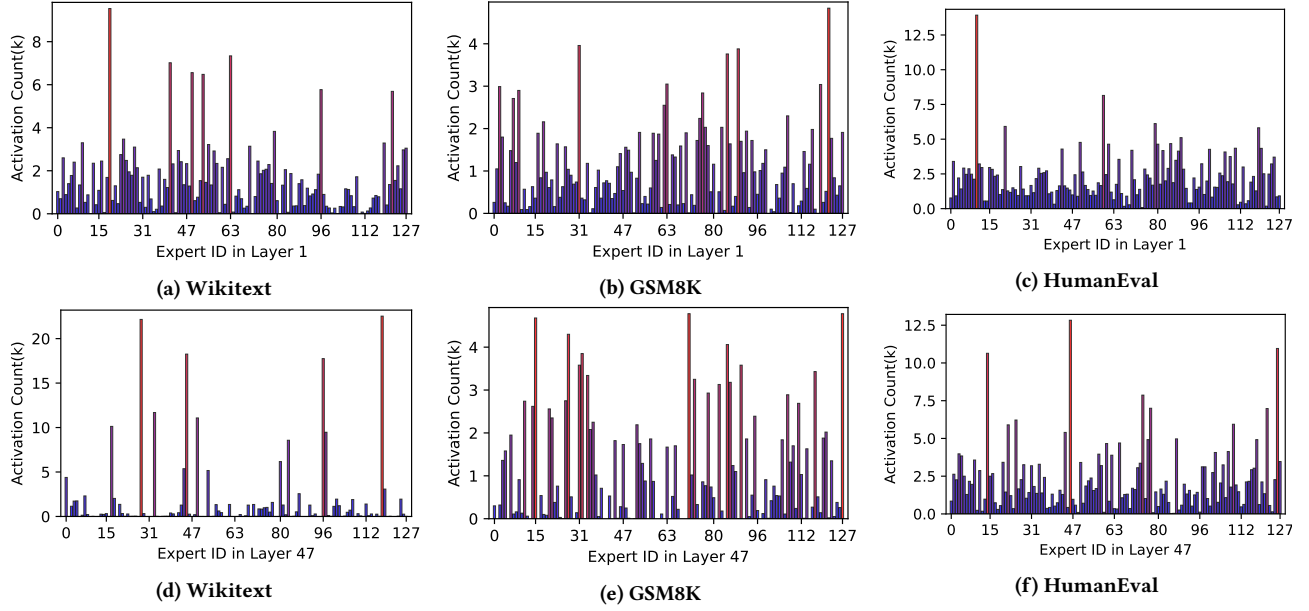 Activation Count(k)
8
6
4
2
0
0 15 31 47 63 80 96 112 127
Expert ID in Layer 1
(a) Wikitext
Activation Count(k)
4
3
2
1
0
0 15 31 47 63 80 96 112 127
Expert ID in Layer 1
(b) GSM8K
Activation Count(k)
12.5
10.0
7.5
5.0
2.5
0.0
0 15 31 47 63 80 96 112 127
Expert ID in Layer 1
(c) HumanEval
Activation Count(k)
20
15
10
5
0
0 15 31 47 63 80 96 112 127
Expert ID in Layer 47
(d) Wikitext
Activation Count(k)
4
3
2
1
0
0 15 31 47 63 80 96 112 127
Expert ID in Layer 47
(e) GSM8K
Activation Count(k)
12.5
10.0
7.5
5.0
2.5
0.0
0 15 31 47 63 80 96 112 127
Expert ID in Layer 47
(f) HumanEval